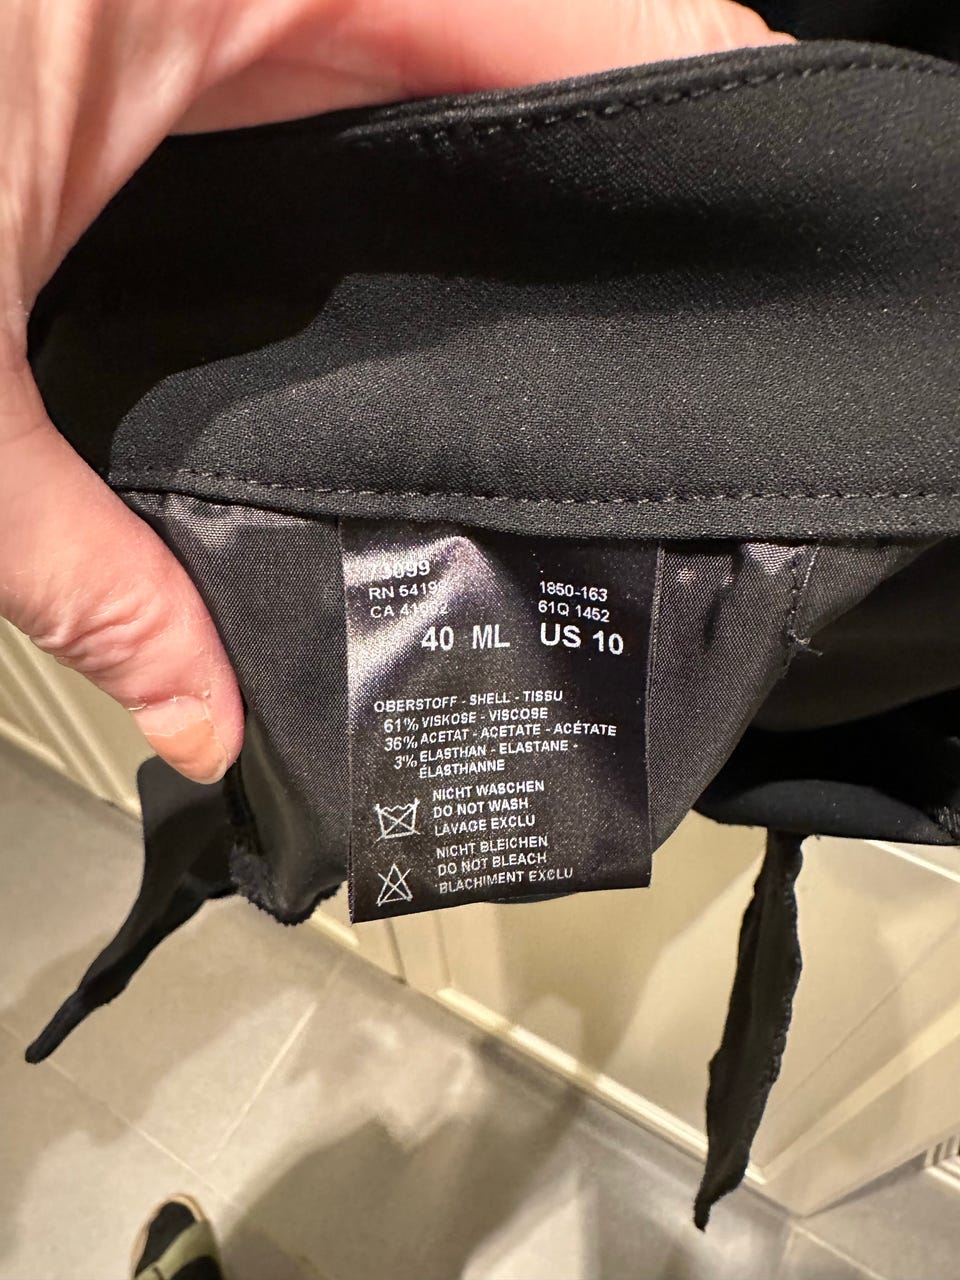 RN 5419
CA 41
1850-163
61Q 1452
40 ML US 10
OBERSTOFF - SHELL - TISSU
61% VISKOSE - VISCOSE
36% ACETAT - ACETATE - ACÉTATE
3% ELASTHAN - ELASTANE -
ÉLASTHANNE
NICHT WASCHEN
DO NOT WASH
LAVAGE EXCLU
NICHT BLEICHEN
DO NOT BLEACH
BLACHIMENT EXCLU